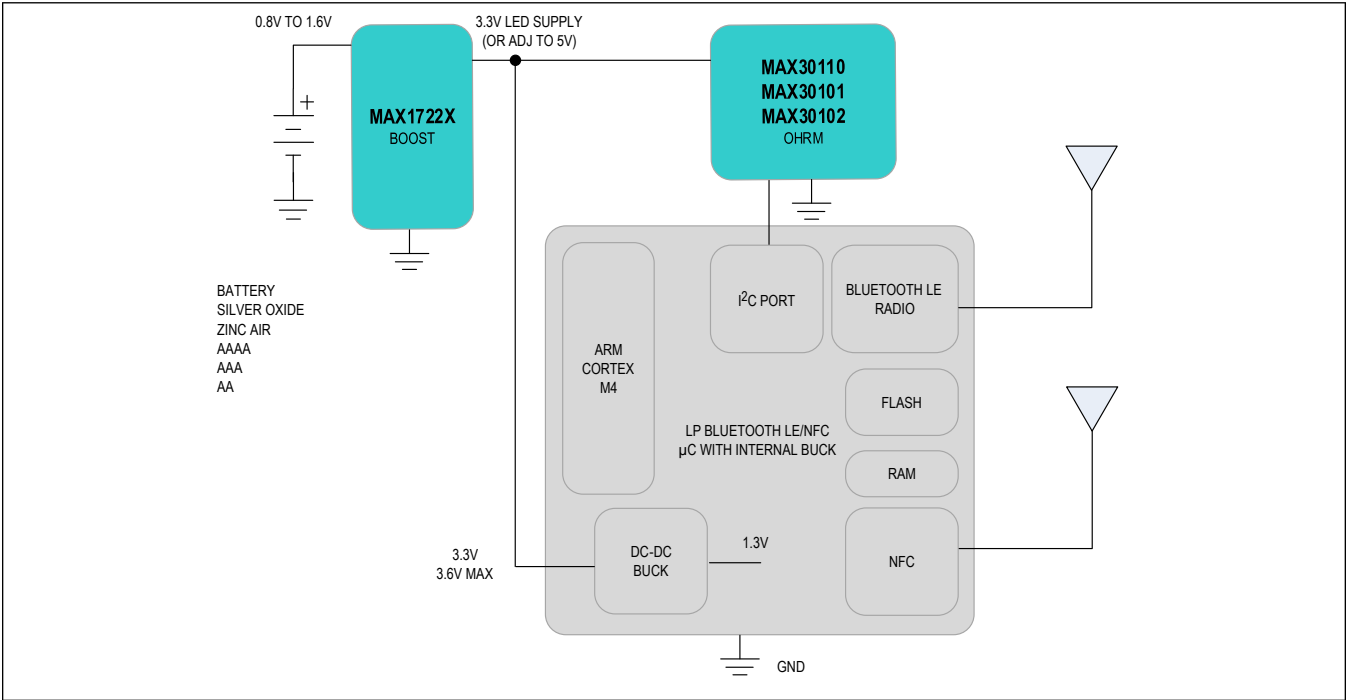 0.8V TO 1.6V
3.3V LED SUPPLY
(OR ADJ TO 5V)
+
MAX1722X
BOOST
MAX30110
MAX30101
MAX30102
OHRM
BATTERY
SILVER OXIDE
ZINC AIR
AAAA
AAA
AA
ARM
CORTEX
M4
I²C PORT
BLUETOOTH LE
RADIO
FLASH
LP BLUETOOTH LE/NFC
µC WITH INTERNAL BUCK
RAM
3.3V
3.6V MAX
DC-DC
BUCK
1.3V
NFC
GND